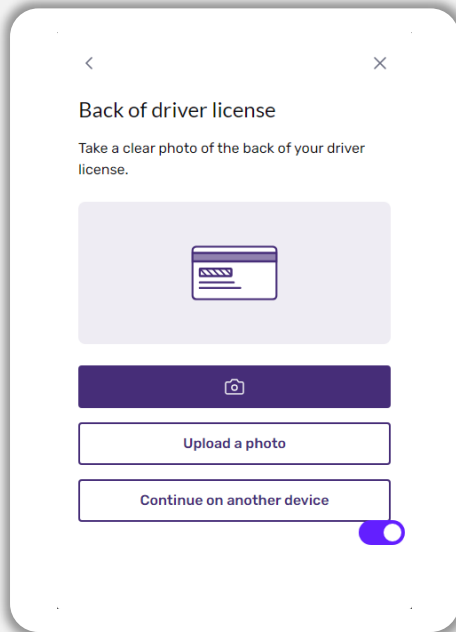 Back of driver license
Take a clear photo of the back of your driver
license.
Upload a photo
Continue on another device